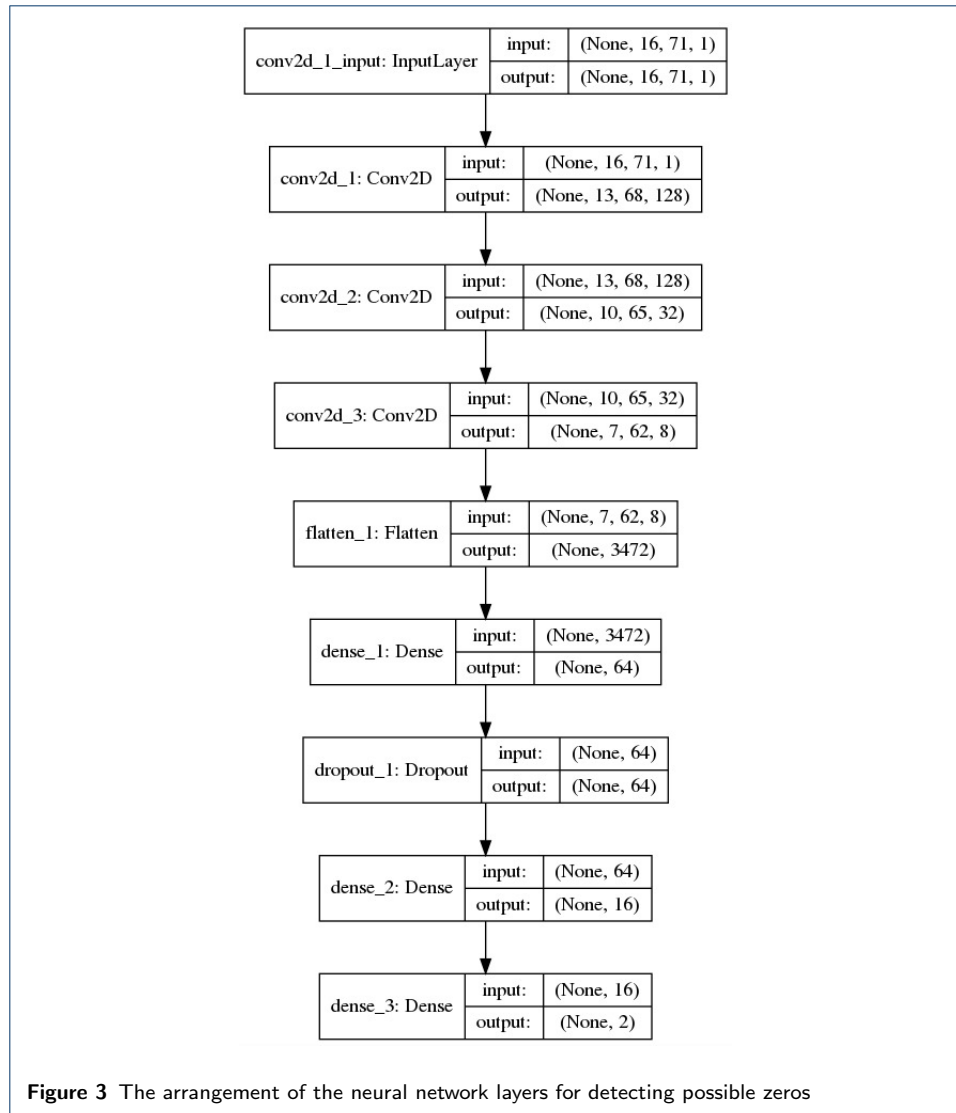 conv2d_1_input: InputLayer
input: (None, 16, 71, 1)
output: (None, 16, 71, 1)
conv2d_1: Conv2D
input: (None, 16, 71, 1)
output: (None, 13, 68, 128)
conv2d_2: Conv2D
input: (None, 13, 68, 128)
output: (None, 10, 65, 32)
conv2d_3: Conv2D
input: (None, 10, 65, 32)
output: (None, 7, 62, 8)
flatten_1: Flatten
input: (None, 7, 62, 8)
output: (None, 3472)
dense_1: Dense
input: (None, 3472)
output: (None, 64)
dropout_1: Dropout
input: (None, 64)
output: (None, 64)
dense_2: Dense
input: (None, 64)
output: (None, 16)
dense_3: Dense
input: (None, 16)
output: (None, 2)
Figure 3 The arrangement of the neural network layers for detecting possible zeros